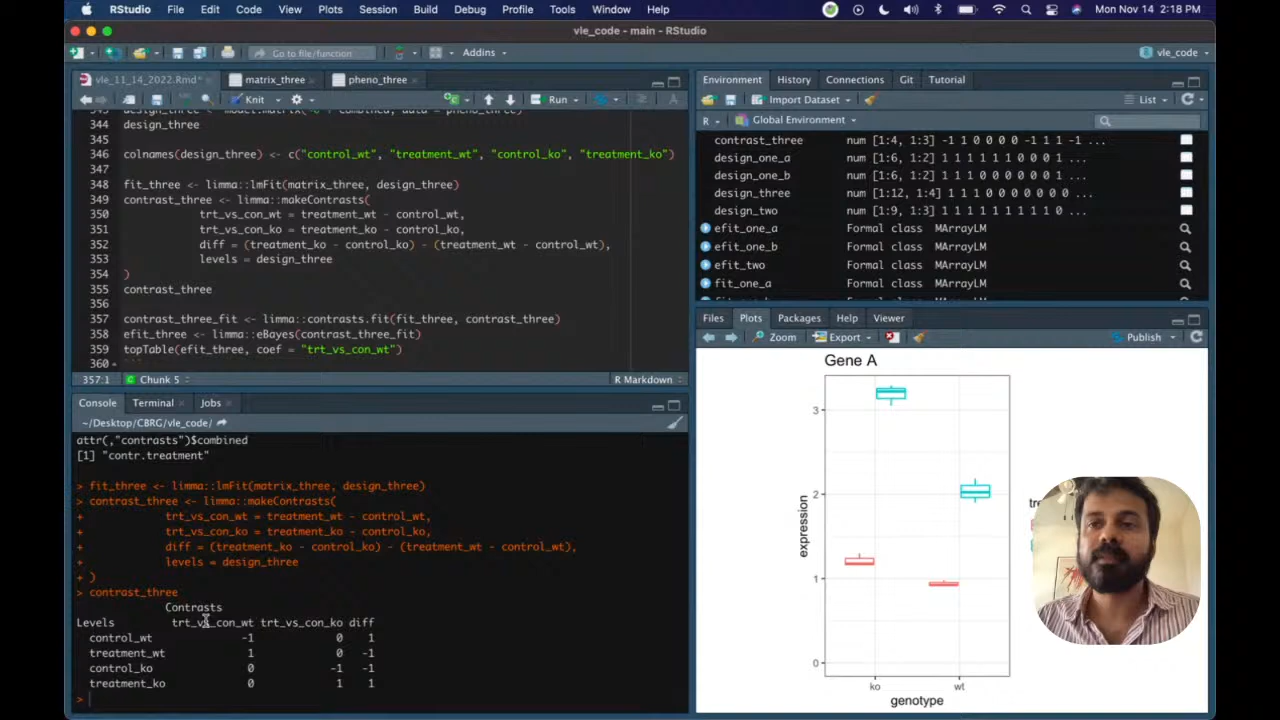 RStudio File Edit Code View Plots Session Build Debug Profile Tools Window Help Mon Nov 14 2:18 PM
vle_code - main - RStudio
Go to file/function Addins vle_code
vle_11_14_2022.Rmd* matrix_three pheno_three
Knit Run
344 design_three
345
346 colnames(design_three) <- c("control_wt", "treatment_wt", "control_ko", "treatment_ko")
347
348 fit_three <- limma::lmFit(matrix_three, design_three)
349 contrast_three <- limma::makeContrasts(
350 trt_vs_con_wt = treatment_wt - control_wt,
351 trt_vs_con_ko = treatment_ko - control_ko,
352 diff = (treatment_ko - control_ko) - (treatment_wt - control_wt),
353 levels = design_three
354 )
355 contrast_three
356
357 contrast_three_fit <- limma::contrasts.fit(fit_three, contrast_three)
358 efit_three <- limma::eBayes(contrast_three_fit)
359 topTable(efit_three, coef = "trt_vs_con_wt")
360 ```
357:1 Chunk 5 R Markdown
Console Terminal Jobs
~/Desktop/CBRG/vle_code/
attr(,"contrasts")$combined
[1] "contr.treatment"
> fit_three <- limma::lmFit(matrix_three, design_three)
> contrast_three <- limma::makeContrasts(
+ trt_vs_con_wt = treatment_wt - control_wt,
+ trt_vs_con_ko = treatment_ko - control_ko,
+ diff = (treatment_ko - control_ko) - (treatment_wt - control_wt),
+ levels = design_three
+ )
> contrast_three
Contrasts
Levels trt_vs_con_wt trt_vs_con_ko diff
control_wt -1 0 1
treatment_wt 1 0 -1
control_ko 0 -1 -1
treatment_ko 0 1 1
>
Environment History Connections Git Tutorial
Import Dataset List
R Global Environment
contrast_three num [1:4, 1:3] -1 1 0 0 0 0 -1 1 1 -1 ...
design_one_a num [1:6, 1:2] 1 1 1 1 1 1 0 0 0 1 ...
design_one_b num [1:6, 1:2] 1 1 1 0 0 0 0 0 0 1 ...
design_three num [1:12, 1:4] 1 1 1 0 0 0 0 0 0 0 ...
design_two num [1:9, 1:3] 1 1 1 1 1 1 1 1 1 0 ...
efit_one_a Formal class MArrayLM
efit_one_b Formal class MArrayLM
efit_two Formal class MArrayLM
fit_one_a Formal class MArrayLM
Files Plots Packages Help Viewer
Zoom Export Publish
Gene A
expression
3
2
1
0
ko wt
genotype